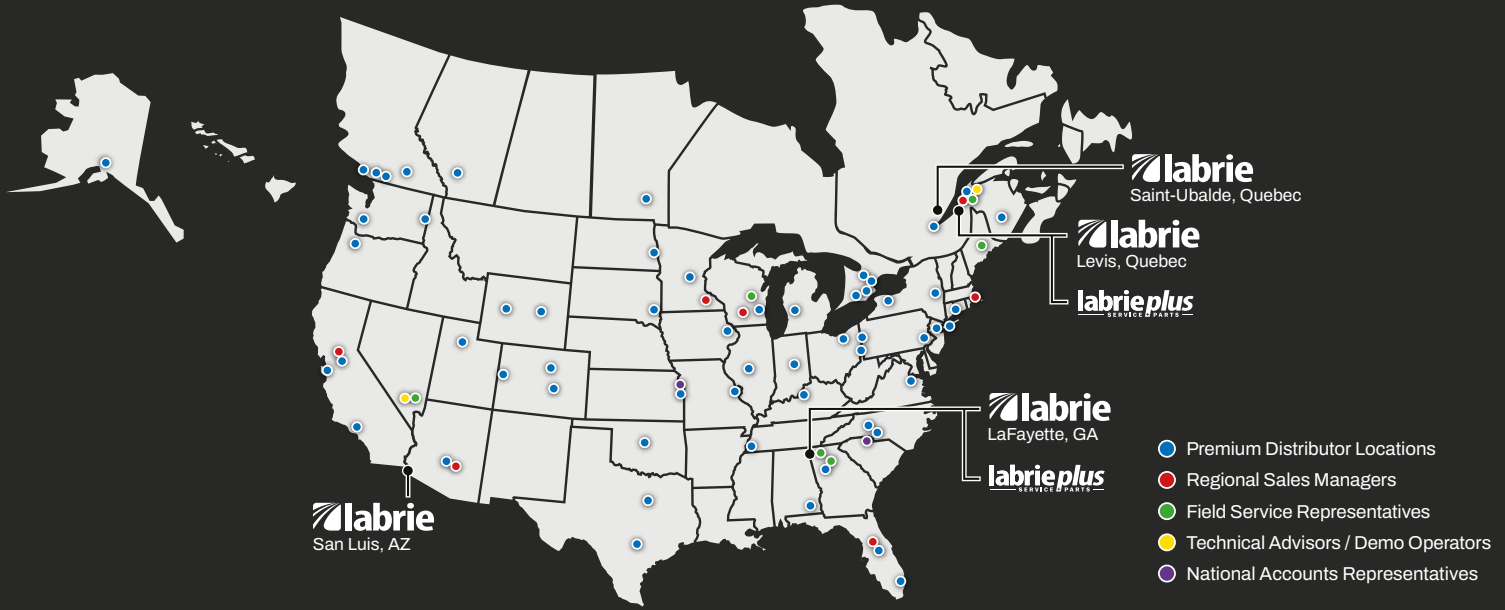 labrie
Saint-Ubalde, Quebec
labrie
Levis, Quebec
labrieplus
SERVICE PARTS
labrie
LaFayette, GA
labrieplus
SERVICE PARTS
labrie
San Luis, AZ
Premium Distributor Locations
Regional Sales Managers
Field Service Representatives
Technical Advisors / Demo Operators
National Accounts Representatives